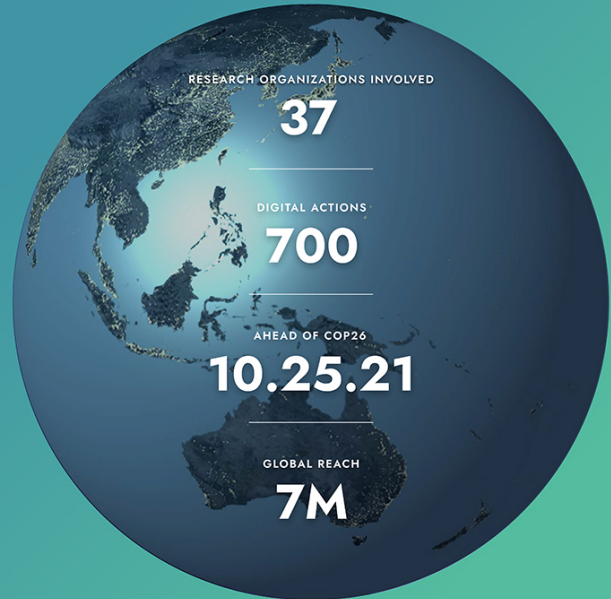 RESEARCH ORGANIZATIONS INVOLVED
37
DIGITAL ACTIONS
700
AHEAD OF COP26
10.25.21
GLOBAL REACH
7M